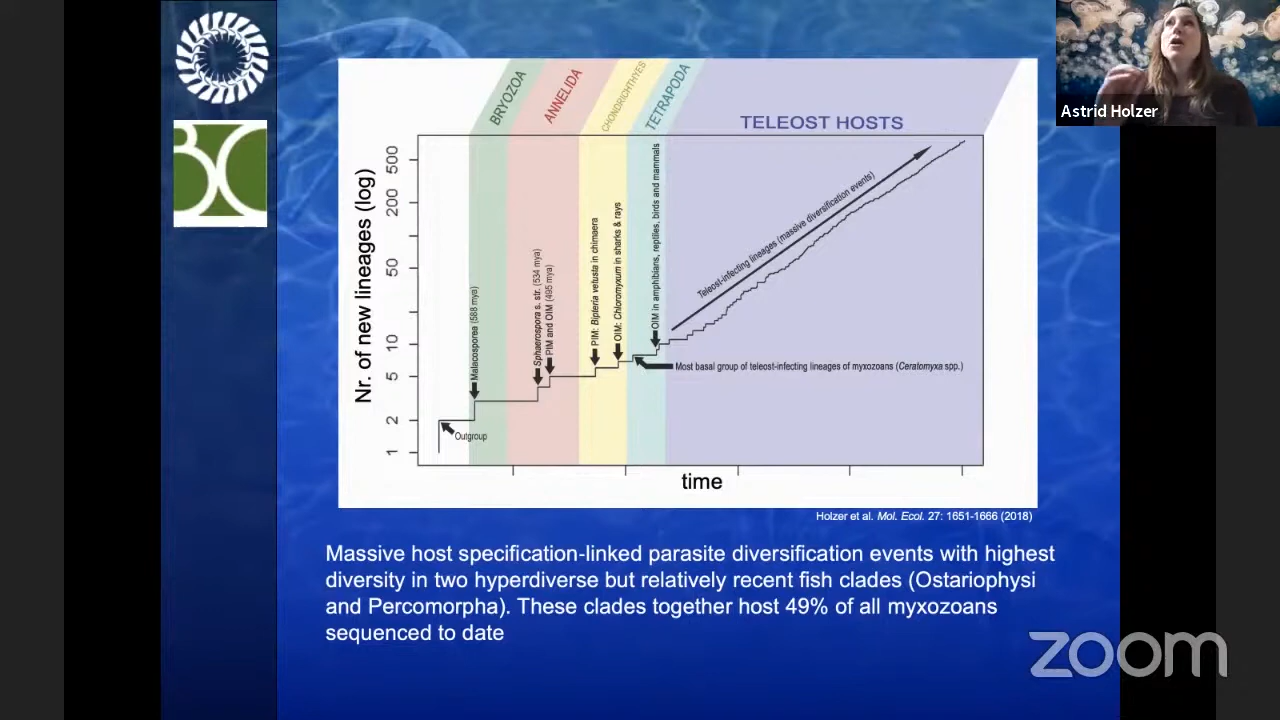 Astrid Holzer
BRYOZOA
ANNELIDA
CHONDRICHTHYES
TETRAPODA
TELEOST HOSTS
Nr. of new lineages (log)
500
200
50
10
5
2
1
Outgroup
Malacosporea (588 mya)
Sphaerospora s. str. (534 mya)
PIM and OIM (495 mya)
PIM: Bipteria vetusta in chimaera
OIM: Chloromyxum in sharks & rays
OIM in amphibians, reptiles, birds and mammals
Teleost-infecting lineages (massive diversification events)
Most basal group of teleost-infecting lineages of myxozoans (Ceratomyxa spp.)
time
Holzer et al. Mol. Ecol. 27: 1651-1666 (2018)
Massive host specification-linked parasite diversification events with highest
diversity in two hyperdiverse but relatively recent fish clades (Ostariophysi
and Percomorpha). These clades together host 49% of all myxozoans
sequenced to date
zoom